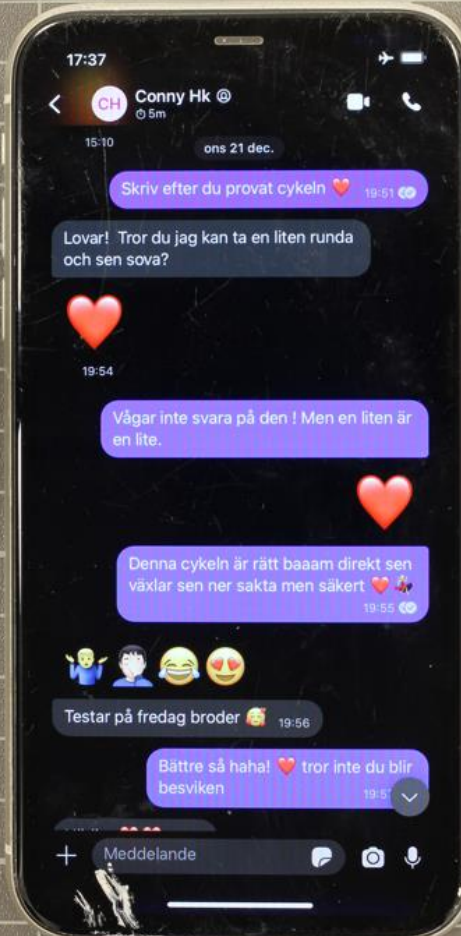 17:37
CH Conny Hk
5m
15:10
ons 21 dec.
Skriv efter du provat cykeln ❤️ 19:51
Lovar! Tror du jag kan ta en liten runda
och sen sova?
❤️
19:54
Vågar inte svara på den ! Men en liten är
en lite.
❤️
Denna cykeln är rätt baaam direkt sen
växlar sen ner sakta men säkert ❤️
19:55
🤷‍♂️🤦🏻‍♂️😂😍
Testar på fredag broder 🥰 19:56
Bättre så haha! ❤️ tror inte du blir
besviken
Meddelande